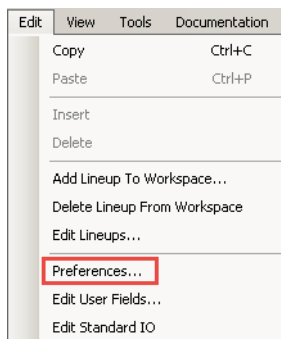 Edit View Tools Documentation
Copy Ctrl+C
Paste Ctrl+P
Insert
Delete
Add Lineup To Workspace...
Delete Lineup From Workspace
Edit Lineups...
Preferences...
Edit User Fields...
Edit Standard IO